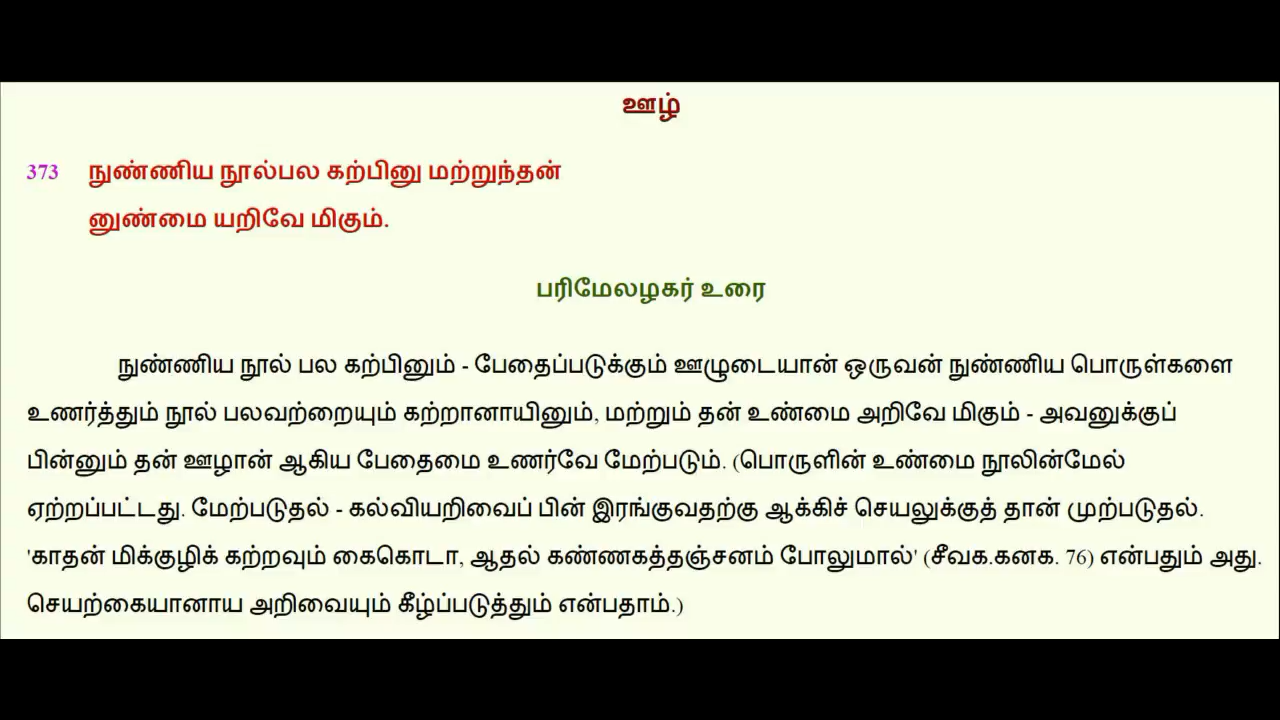 ஊழ்
373 நுண்ணிய நூல்பல கற்பினு மற்றுந்தன்
னுண்மை யறிவே மிகும்.
பரிமேலழகர் உரை
நுண்ணிய நூல் பல கற்பினும் - பேதைப்படுக்கும் ஊழுடையான் ஒருவன் நுண்ணிய பொருள்களை
உணர்த்தும் நூல் பலவற்றையும் கற்றானாயினும், மற்றும் தன் உண்மை அறிவே மிகும் - அவனுக்குப்
பின்னும் தன் ஊழான் ஆகிய பேதைமை உணர்வே மேற்படும். (பொருளின் உண்மை நூலின்மேல்
ஏற்றப்பட்டது. மேற்படுதல் - கல்வியறிவைப் பின் இரங்குவதற்கு ஆக்கிச் செயலுக்குத் தான் முற்படுதல்.
'காதன் மிக்குழிக் கற்றவும் கைகொடா, ஆதல் கண்ணகத்தஞ்சனம் போலுமால்' (சீவக.கனக. 76) என்பதும் அது.
செயற்கையானாய அறிவையும் கீழ்ப்படுத்தும் என்பதாம்.)